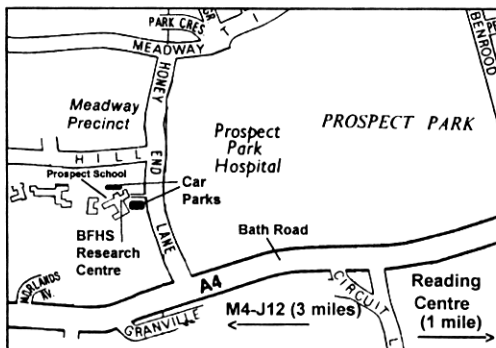 PARK CRES
MEADWAY
TI
BENROOD
HONEY
END
LANE
Meadway
Precinct
PROSPECT PARK
Prospect
Park
Hospital
HILL
Prospect School
Car
Parks
BFHS
Research
Centre
Bath Road
MORLANDS
AV.
A4
CIRCUIT L
Reading
Centre
(1 mile)
M4-J12 (3 miles)
GRANVILLE